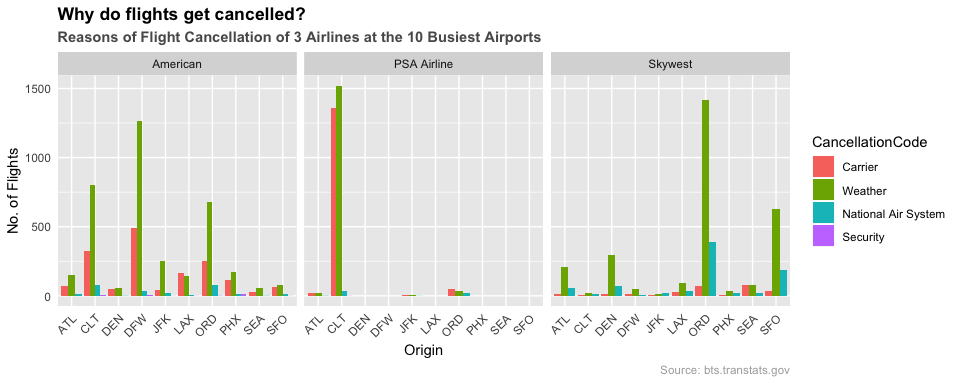 Why do flights get cancelled?
Reasons of Flight Cancellation of 3 Airlines at the 10 Busiest Airports
American PSA Airline Skywest
No. of Flights
1500
1000
500
0
ATL CLT DEN DFW JFK LAX ORD PHX SEA SFO ATL CLT DEN DFW JFK LAX ORD PHX SEA SFO ATL CLT DEN DFW JFK LAX ORD PHX SEA SFO
Origin
CancellationCode
Carrier
Weather
National Air System
Security
Source: bts.transtats.gov